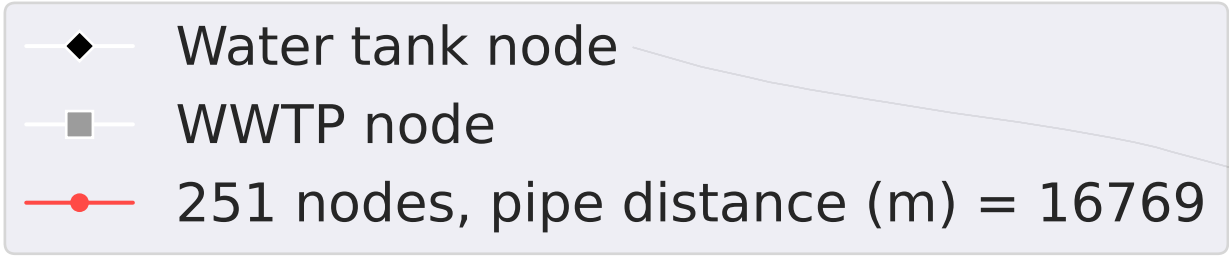 Water tank node
WWTP node
251 nodes, pipe distance (m) = 16769